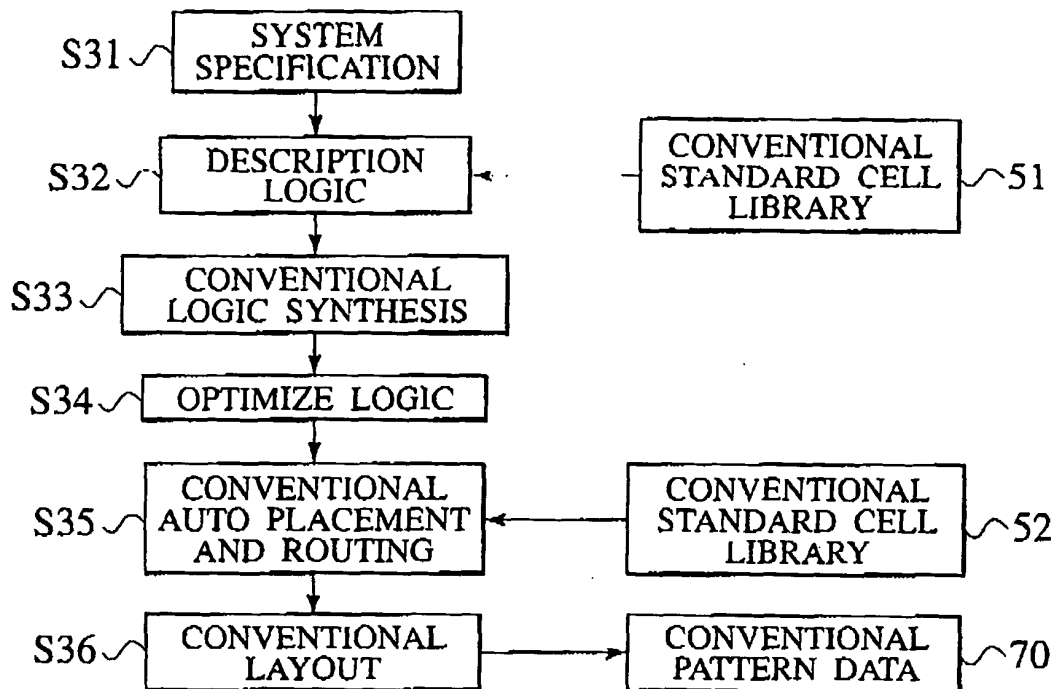 S31
SYSTEM
SPECIFICATION
S32
DESCRIPTION
LOGIC
CONVENTIONAL
STANDARD CELL
LIBRARY
51
S33
CONVENTIONAL
LOGIC SYNTHESIS
S34
OPTIMIZE LOGIC
S35
CONVENTIONAL
AUTO PLACEMENT
AND ROUTING
CONVENTIONAL
STANDARD CELL
LIBRARY
52
S36
CONVENTIONAL
LAYOUT
CONVENTIONAL
PATTERN DATA
70